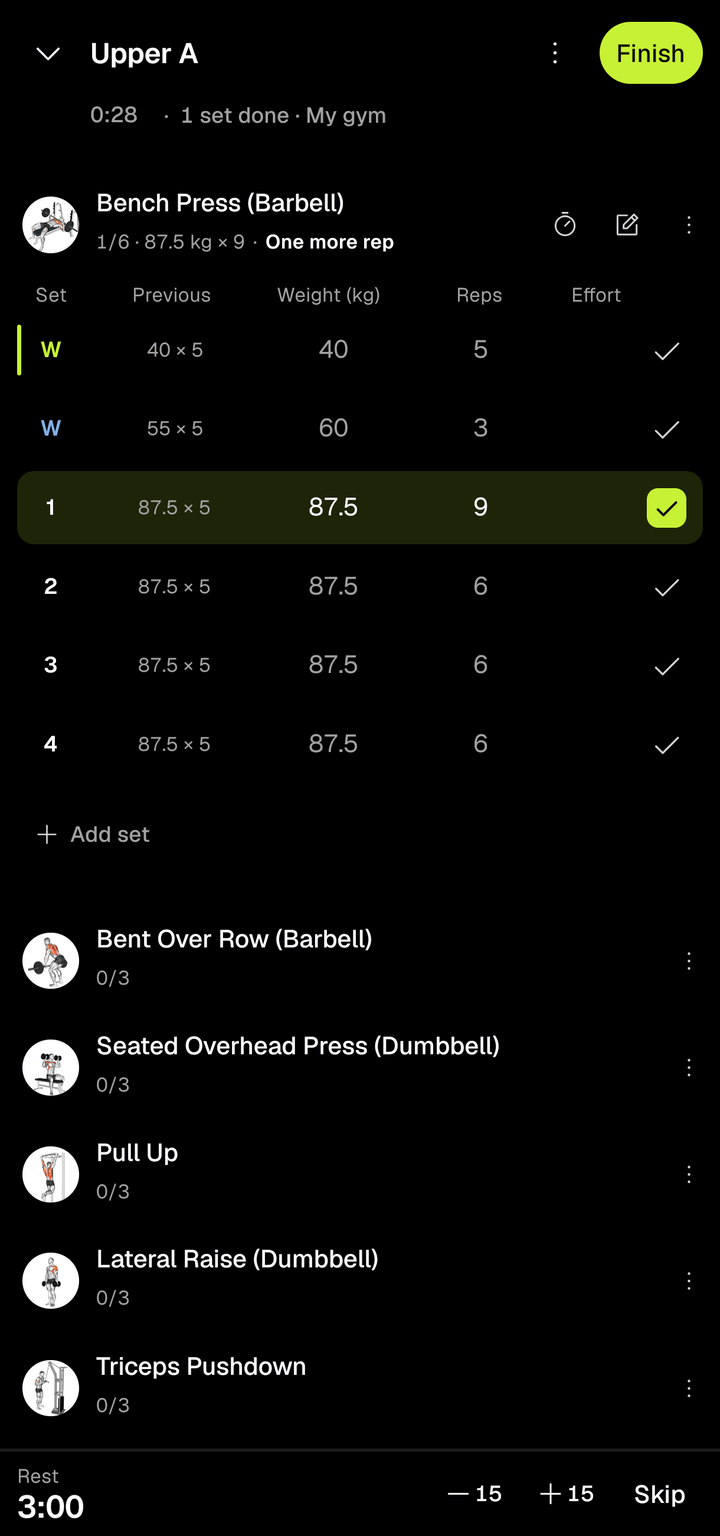 Upper A
Finish
0:28 · 1 set done · My gym
Bench Press (Barbell)
1/6 · 87.5 kg × 9 · One more rep
Set Previous Weight (kg) Reps Effort
W 40 × 5 40 5
W 55 × 5 60 3
1 87.5 × 5 87.5 9
2 87.5 × 5 87.5 6
3 87.5 × 5 87.5 6
4 87.5 × 5 87.5 6
+ Add set
Bent Over Row (Barbell)
0/3
Seated Overhead Press (Dumbbell)
0/3
Pull Up
0/3
Lateral Raise (Dumbbell)
0/3
Triceps Pushdown
0/3
Rest
3:00
− 15 + 15 Skip